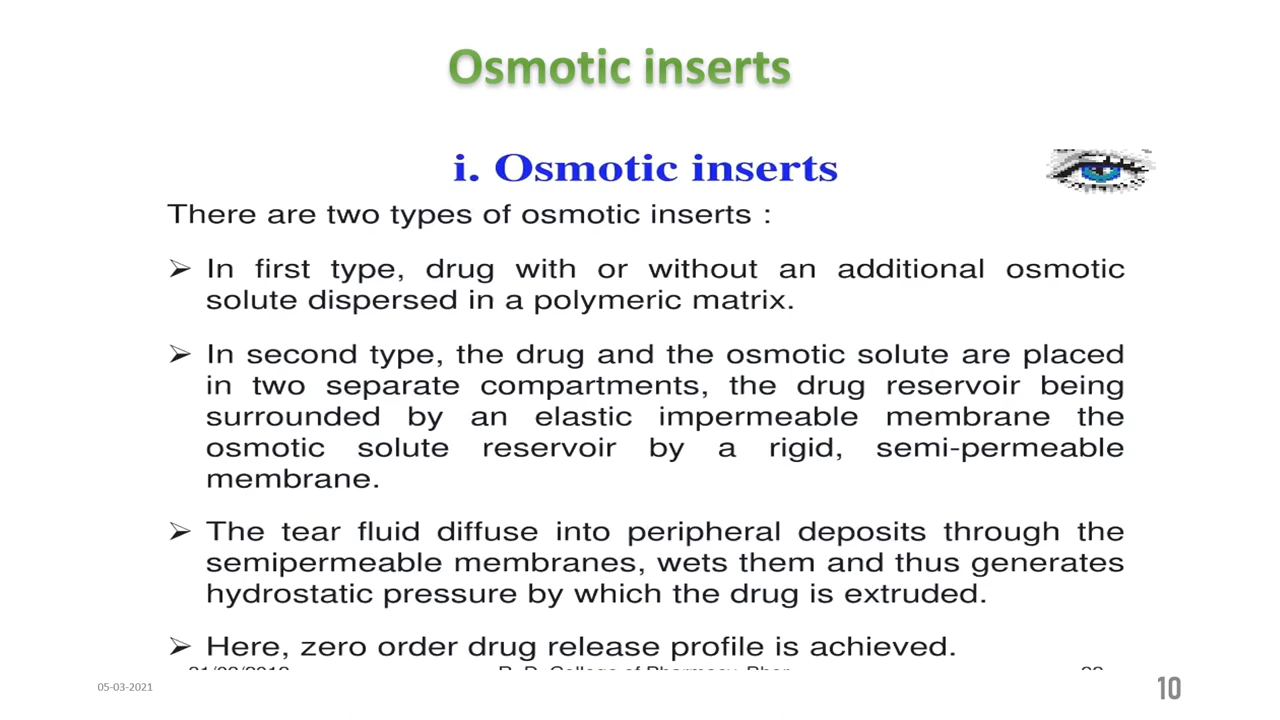 Osmotic inserts
i. Osmotic inserts
There are two types of osmotic inserts :
➢ In first type, drug with or without an additional osmotic
solute dispersed in a polymeric matrix.
➢ In second type, the drug and the osmotic solute are placed
in two separate compartments, the drug reservoir being
surrounded by an elastic impermeable membrane the
osmotic solute reservoir by a rigid, semi-permeable
membrane.
➢ The tear fluid diffuse into peripheral deposits through the
semipermeable membranes, wets them and thus generates
hydrostatic pressure by which the drug is extruded.
➢ Here, zero order drug release profile is achieved.
College of Pharmacy,
05-03-2021
10